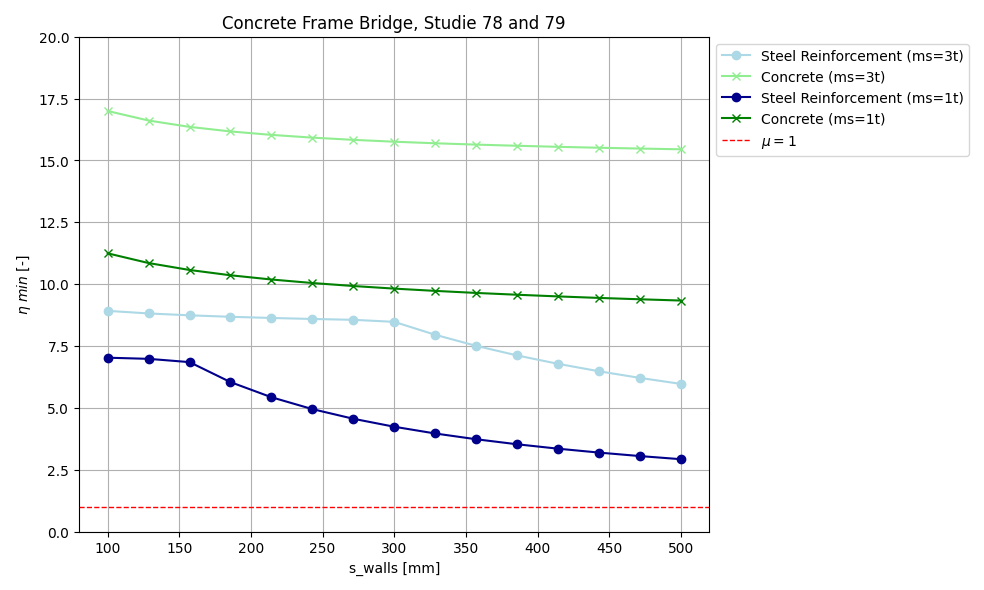 Concrete Frame Bridge, Studie 78 and 79
20.0
17.5
15.0
12.5
10.0
7.5
5.0
2.5
0.0
η min [-]
100 150 200 250 300 350 400 450 500
s_walls [mm]
Steel Reinforcement (ms=3t)
Concrete (ms=3t)
Steel Reinforcement (ms=1t)
Concrete (ms=1t)
μ = 1